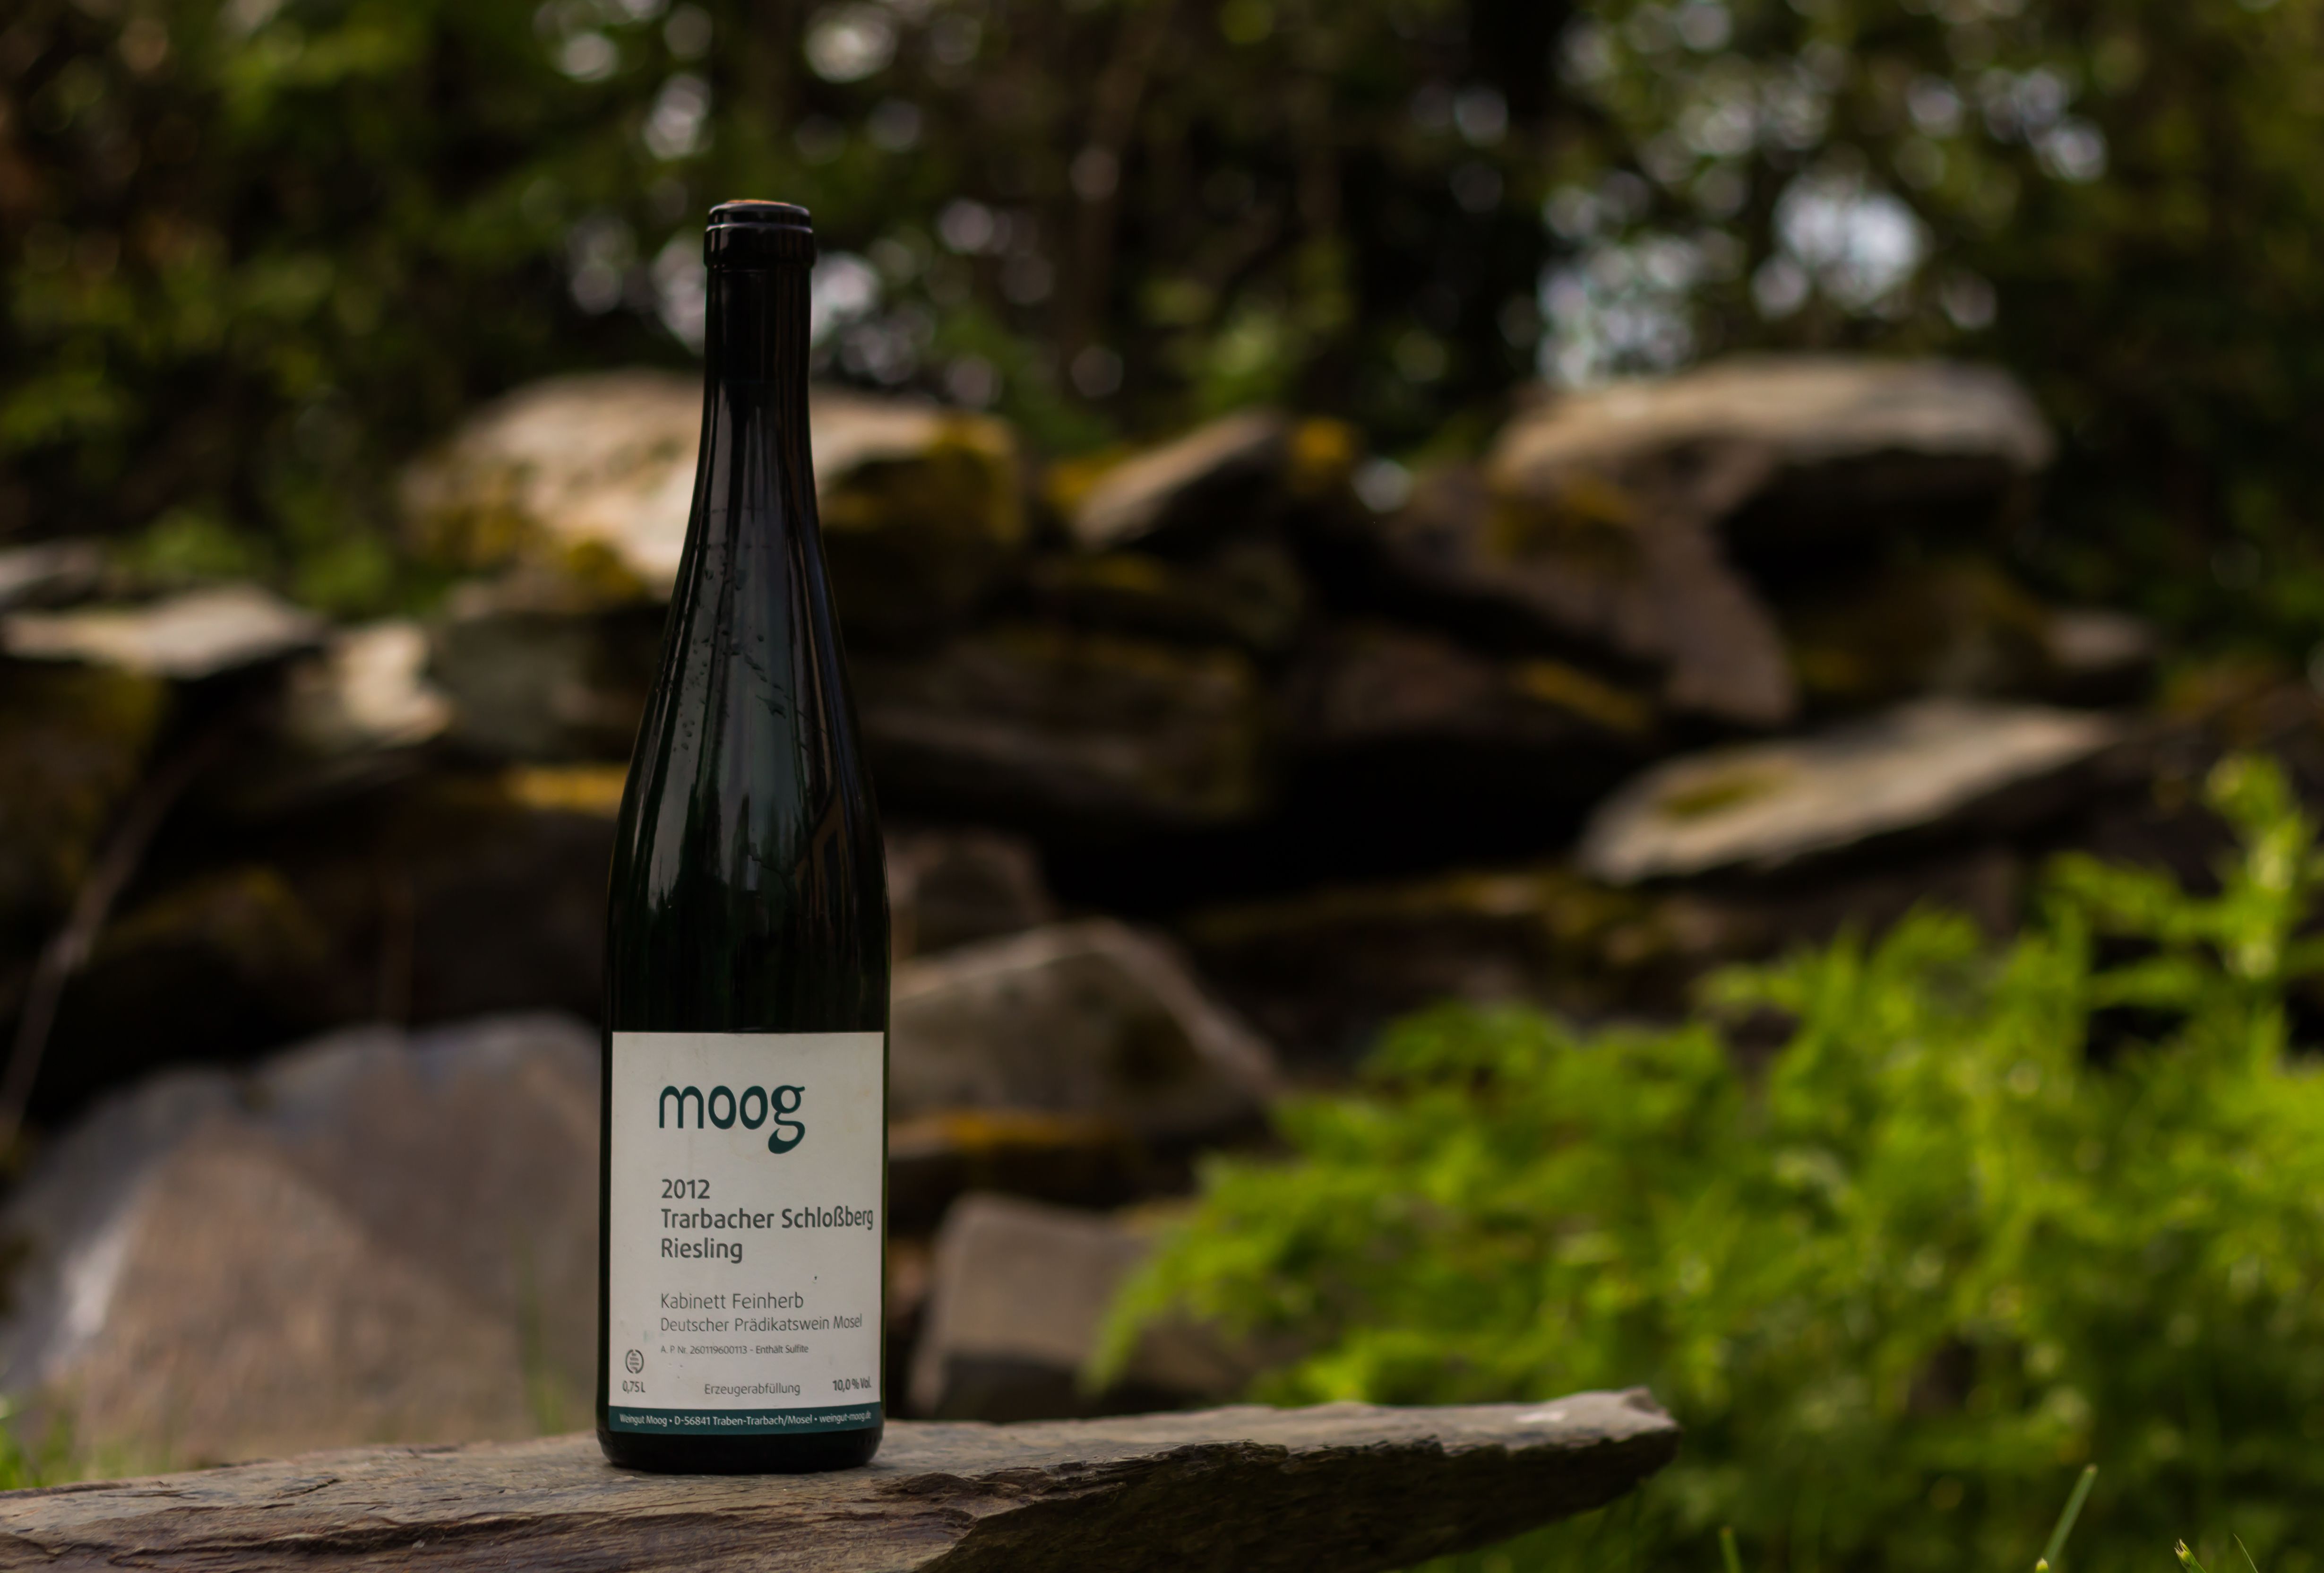 moog
2012
Trarbacher Schloßberg
Riesling
Kabinett Feinherb
Deutscher Prädikatswein Mosel
A. P. Nr. 260119600113 - Enthält Sulfite
0,75 L Erzeugerabfüllung 10,0 % Vol.
Weingut Moog • D-56841 Traben-Trarbach/Mosel • weingut-moog.de